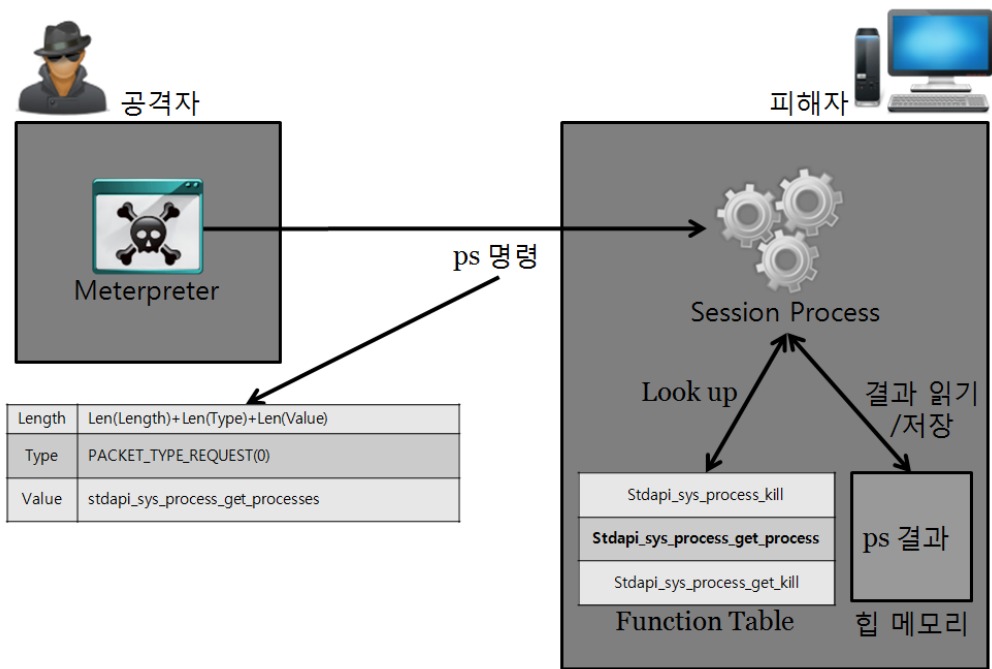 공격자
피해자
Meterpreter
ps 명령
Session Process
Look up
결과 읽기
/저장
Length Len(Length)+Len(Type)+Len(Value)
Type PACKET_TYPE_REQUEST(0)
Value stdapi_sys_process_get_processes
Stdapi_sys_process_kill
Stdapi_sys_process_get_process
Stdapi_sys_process_get_kill
Function Table
ps 결과
힙 메모리